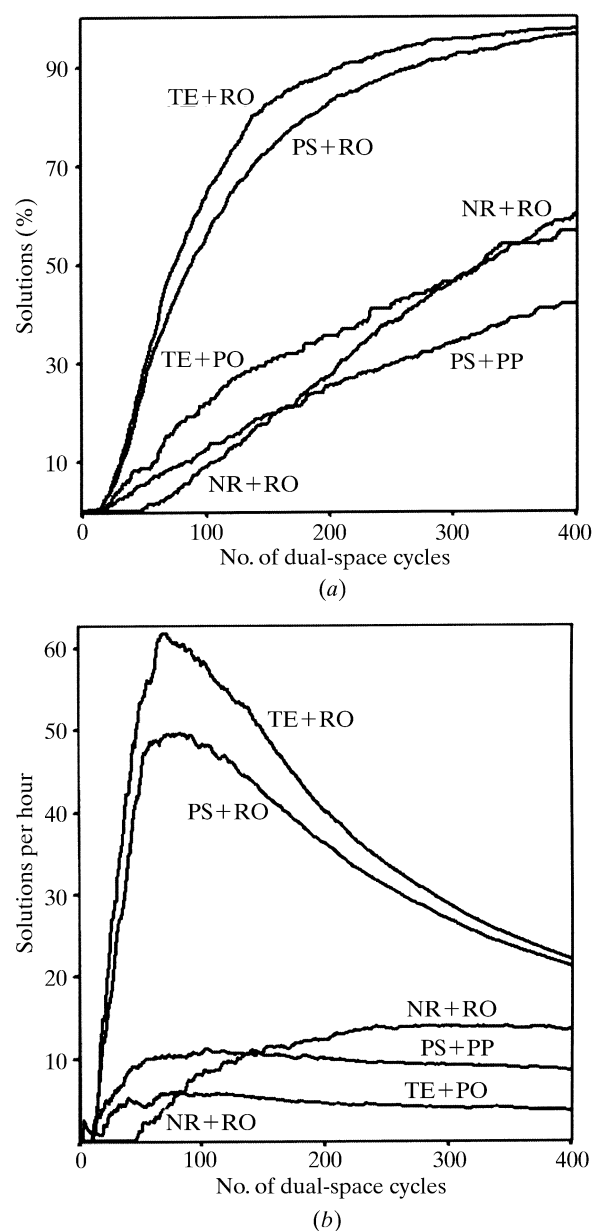 90
70
50
30
10
Solutions (%)
TE+RO
PS+RO
NR+RO
TE+PO
PS+PP
NR+RO
0
100
200
300
400
No. of dual-space cycles
(a)
60
50
40
30
20
10
Solutions per hour
TE+RO
PS+RO
NR+RO
PS+PP
TE+PO
NR+RO
0
100
200
300
400
No. of dual-space cycles
(b)